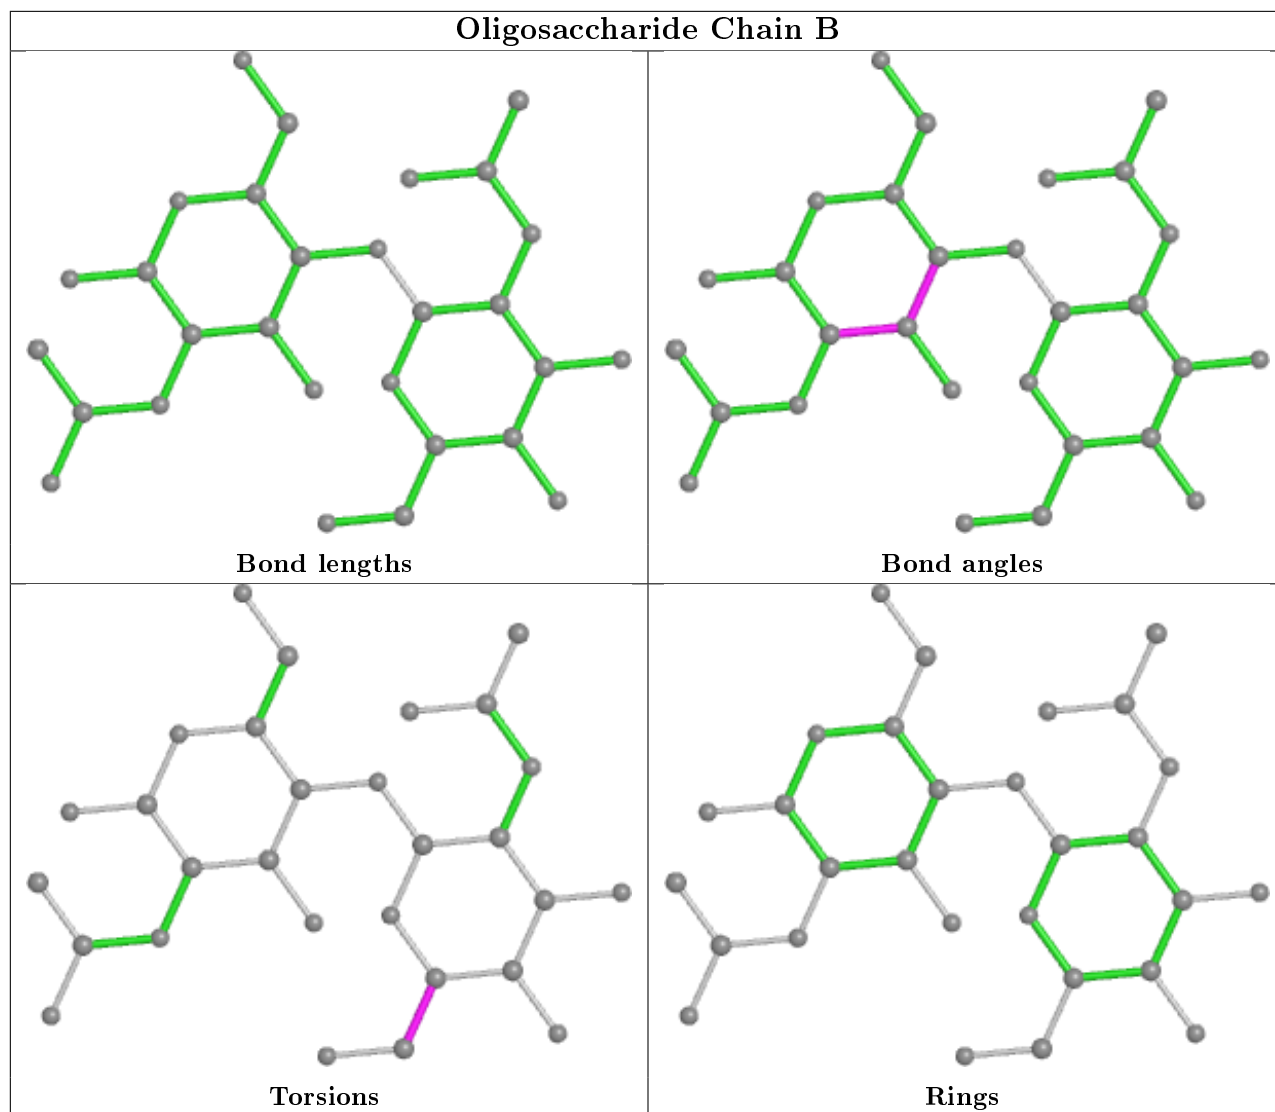 Oligosaccharide Chain B
Bond lengths
Bond angles
Torsions
Rings